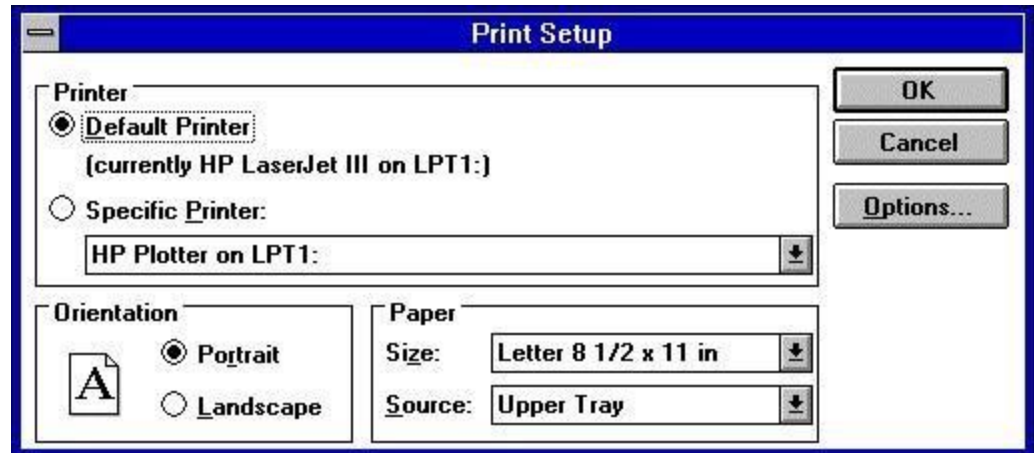 Print Setup
Printer
Default Printer
(currently HP LaserJet III on LPT1:)
Specific Printer:
HP Plotter on LPT1:
OK
Cancel
Options...
Orientation
A
Portrait
Landscape
Paper
Size: Letter 8 1/2 x 11 in
Source: Upper Tray